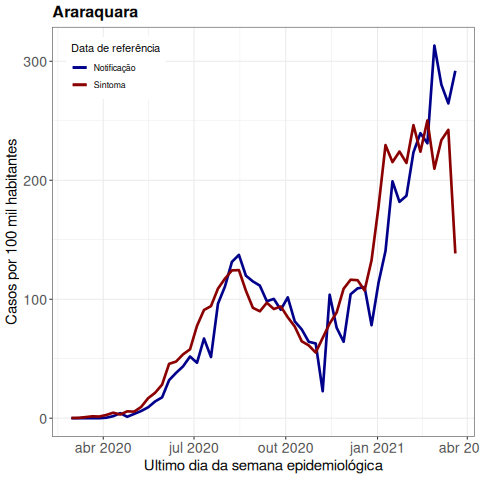 Araraquara
Data de referência
Notificação
Sintoma
Casos por 100 mil habitantes
300
200
100
0
abr 2020
jul 2020
out 2020
jan 2021
abr 20
Ultimo dia da semana epidemiológica